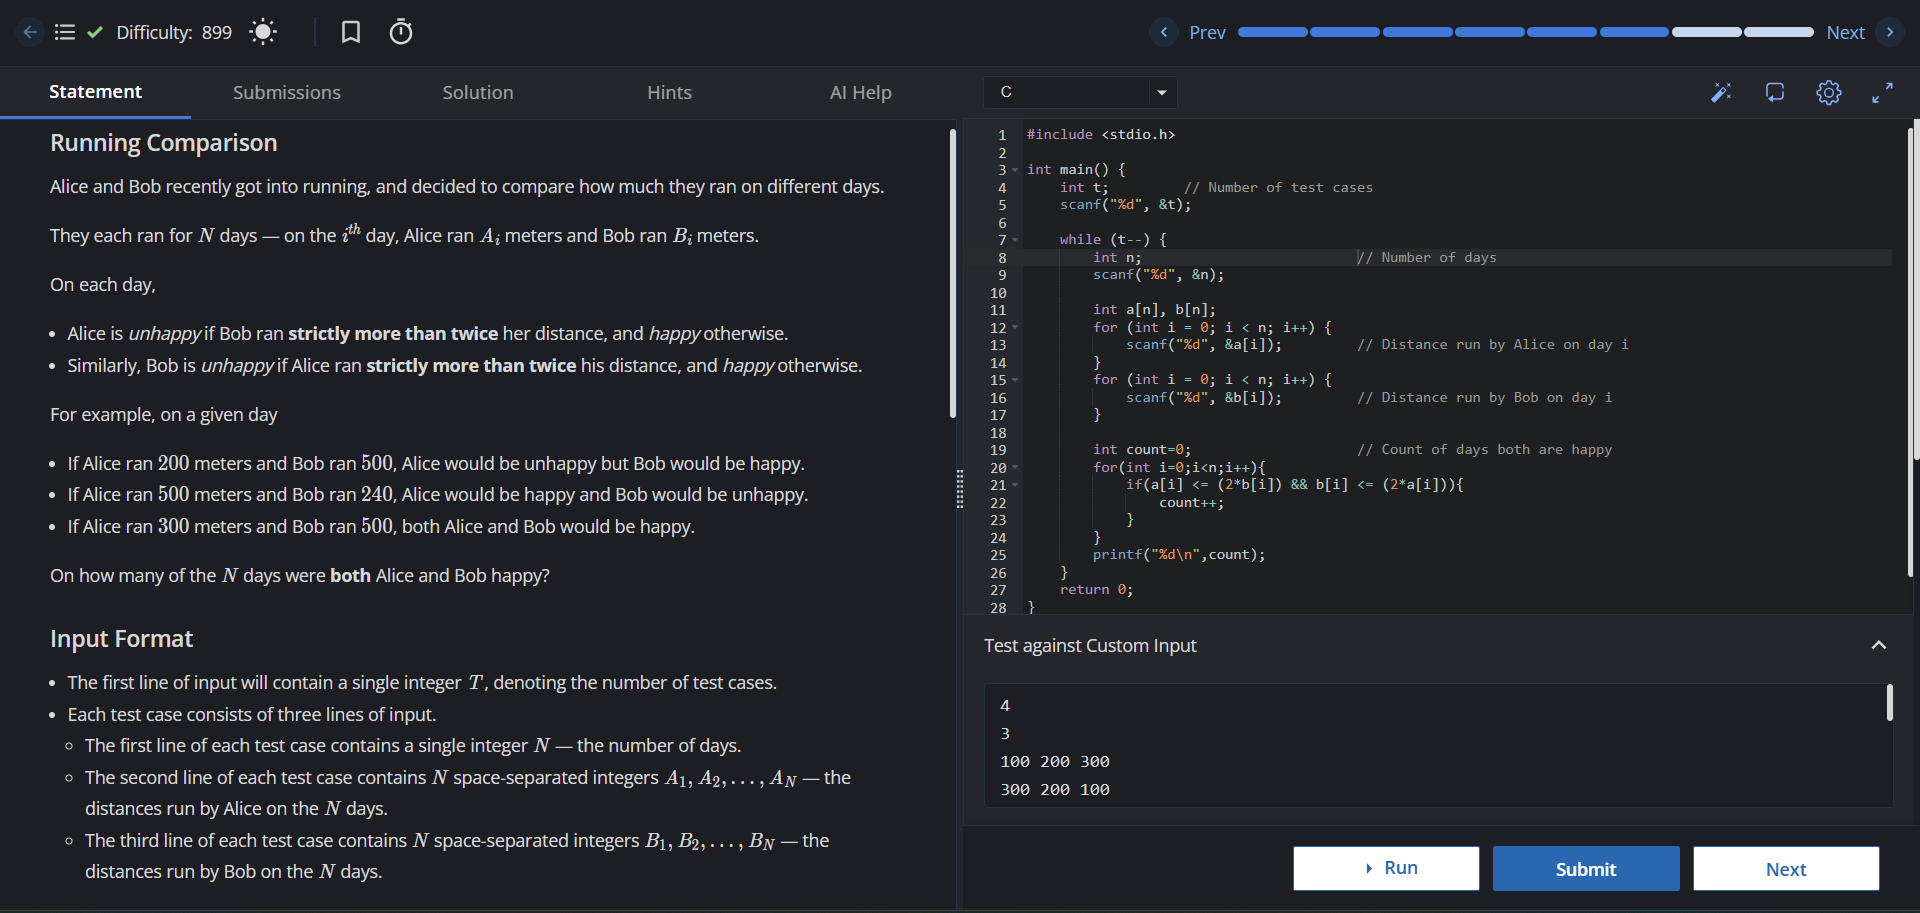 Difficulty: 899
Prev
Next
Statement
Submissions
Solution
Hints
AI Help
Running Comparison
Alice and Bob recently got into running, and decided to compare how much they ran on different days.
They each ran for N days — on the i^th day, Alice ran A_i meters and Bob ran B_i meters.
On each day,
• Alice is unhappy if Bob ran strictly more than twice her distance, and happy otherwise.
• Similarly, Bob is unhappy if Alice ran strictly more than twice his distance, and happy otherwise.
For example, on a given day
• If Alice ran 200 meters and Bob ran 500, Alice would be unhappy but Bob would be happy.
• If Alice ran 500 meters and Bob ran 240, Alice would be happy and Bob would be unhappy.
• If Alice ran 300 meters and Bob ran 500, both Alice and Bob would be happy.
On how many of the N days were both Alice and Bob happy?
Input Format
• The first line of input will contain a single integer T, denoting the number of test cases.
• Each test case consists of three lines of input.
◦ The first line of each test case contains a single integer N — the number of days.
◦ The second line of each test case contains N space-separated integers A_1, A_2, . . . , A_N — the
distances run by Alice on the N days.
◦ The third line of each test case contains N space-separated integers B_1, B_2, . . . , B_N — the
distances run by Bob on the N days.
C
1 #include <stdio.h>
2
3 int main() {
4     int t;         // Number of test cases
5     scanf("%d", &t);
6
7     while (t--) {
8         int n;                          // Number of days
9         scanf("%d", &n);
10
11         int a[n], b[n];
12         for (int i = 0; i < n; i++) {
13             scanf("%d", &a[i]);         // Distance run by Alice on day i
14         }
15         for (int i = 0; i < n; i++) {
16             scanf("%d", &b[i]);         // Distance run by Bob on day i
17         }
18
19         int count=0;                    // Count of days both are happy
20         for(int i=0;i<n;i++){
21             if(a[i] <= (2*b[i]) && b[i] <= (2*a[i])){
22                 count++;
23             }
24         }
25         printf("%d\n",count);
26     }
27     return 0;
28 }
Test against Custom Input
4
3
100 200 300
300 200 100
Run
Submit
Next